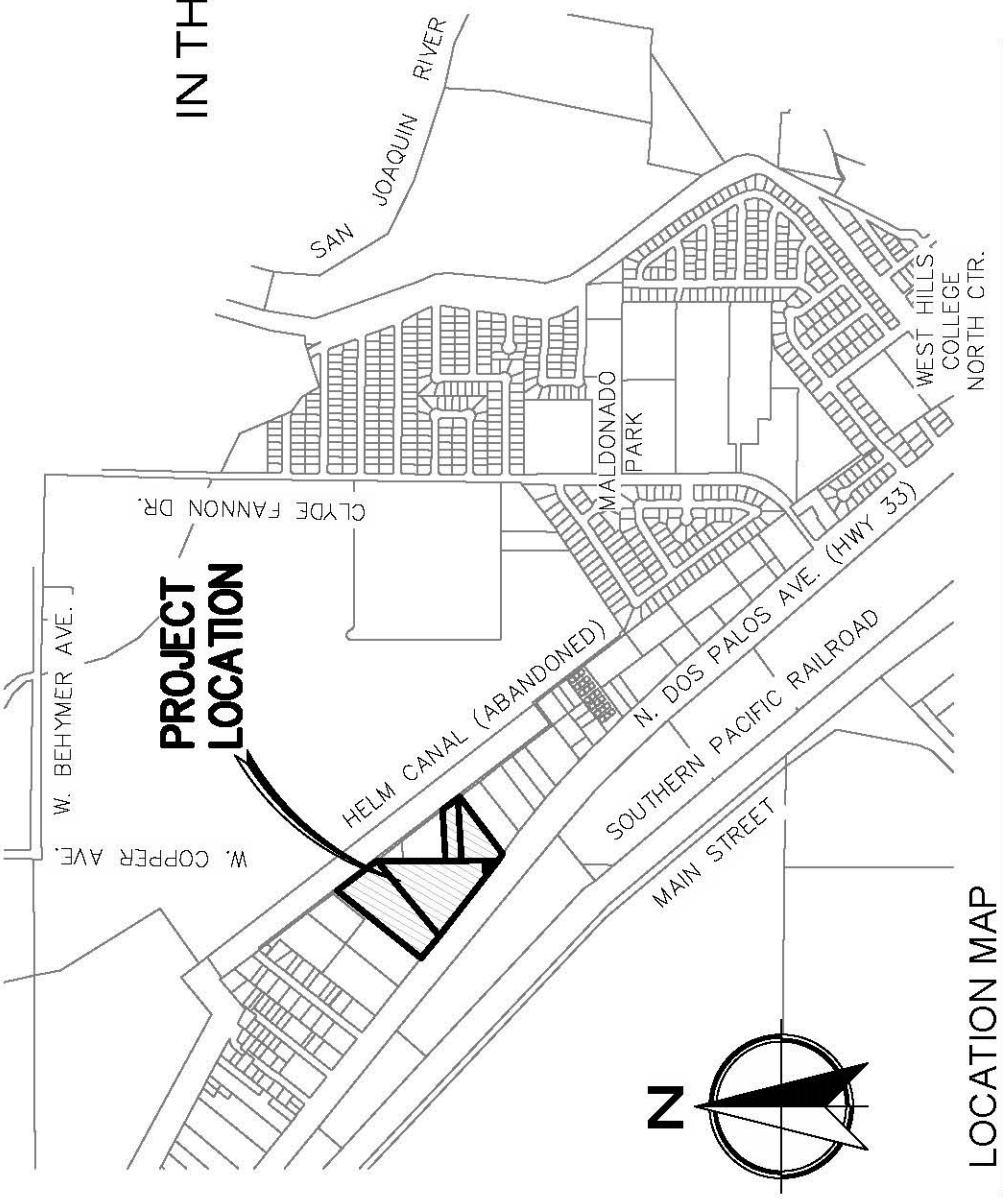 IN TH
SAN JOAQUIN RIVER
W. BEHYMER AVE.
CLYDE FANNON DR.
PROJECT
LOCATION
W. COPPER AVE.
HELM CANAL (ABANDONED)
MALDONADO
PARK
N. DOS PALOS AVE. (HWY 33)
SOUTHERN PACIFIC RAILROAD
MAIN STREET
WEST HILLS
COLLEGE
NORTH CTR.
N
LOCATION MAP